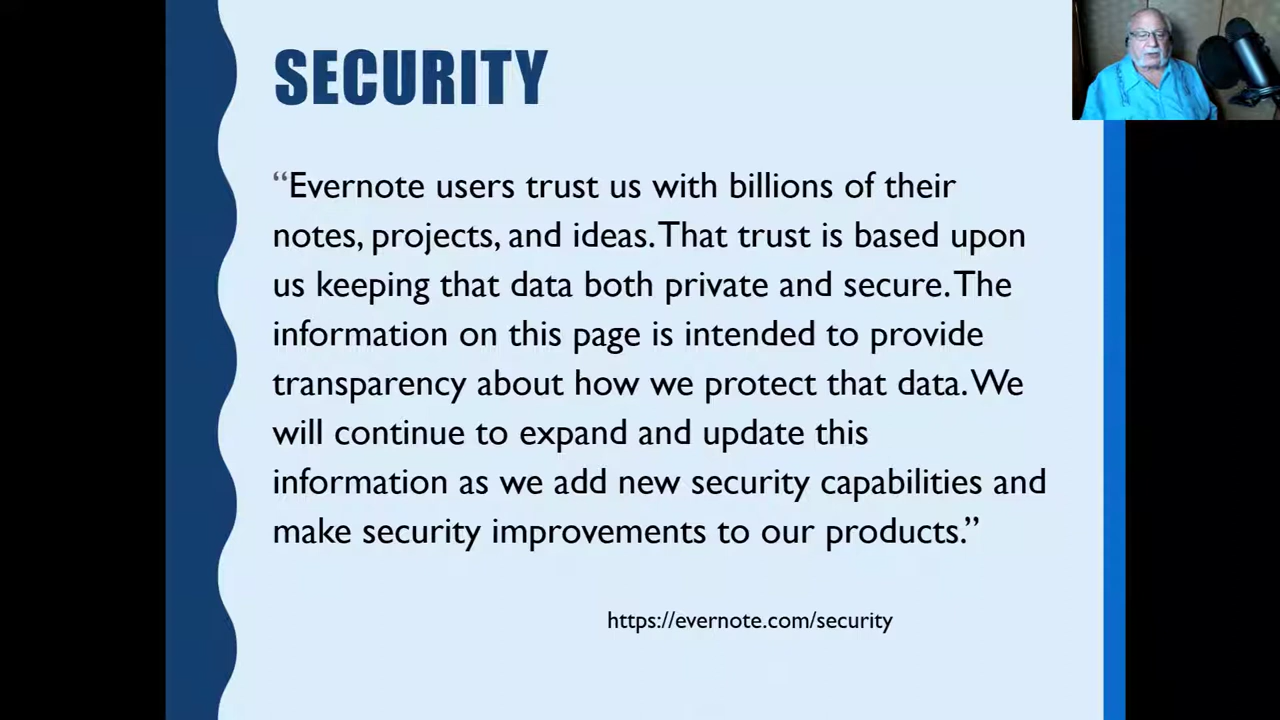 SECURITY
“Evernote users trust us with billions of their
notes, projects, and ideas. That trust is based upon
us keeping that data both private and secure. The
information on this page is intended to provide
transparency about how we protect that data. We
will continue to expand and update this
information as we add new security capabilities and
make security improvements to our products.”
https://evernote.com/security